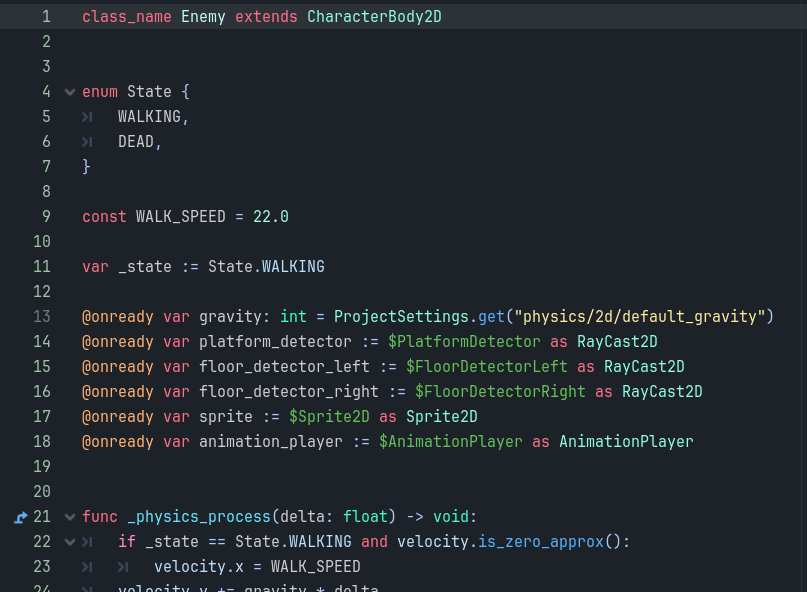 1 class_name Enemy extends CharacterBody2D
2
3
4 enum State {
5 WALKING,
6 DEAD,
7 }
8
9 const WALK_SPEED = 22.0
10
11 var _state := State.WALKING
12
13 @onready var gravity: int = ProjectSettings.get("physics/2d/default_gravity")
14 @onready var platform_detector := $PlatformDetector as RayCast2D
15 @onready var floor_detector_left := $FloorDetectorLeft as RayCast2D
16 @onready var floor_detector_right := $FloorDetectorRight as RayCast2D
17 @onready var sprite := $Sprite2D as Sprite2D
18 @onready var animation_player := $AnimationPlayer as AnimationPlayer
19
20
21 func _physics_process(delta: float) -> void:
22 if _state == State.WALKING and velocity.is_zero_approx():
23 velocity.x = WALK_SPEED
24 velocity.y += gravity * delta